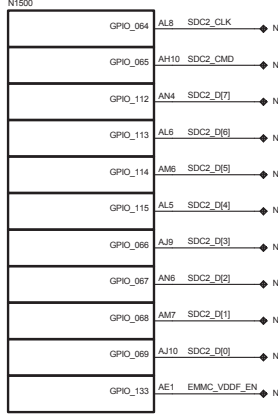 N1500
GPIO_064 AL8 SDC2_CLK N
GPIO_065 AH10 SDC2_CMD N
GPIO_112 AN4 SDC2_D[7] N
GPIO_113 AL6 SDC2_D[6] N
GPIO_114 AM6 SDC2_D[5] N
GPIO_115 AL5 SDC2_D[4] N
GPIO_066 AJ9 SDC2_D[3] N
GPIO_067 AN6 SDC2_D[2] N
GPIO_068 AM7 SDC2_D[1] N
GPIO_069 AJ10 SDC2_D[0] N
GPIO_133 AE1 EMMC_VDDF_EN N